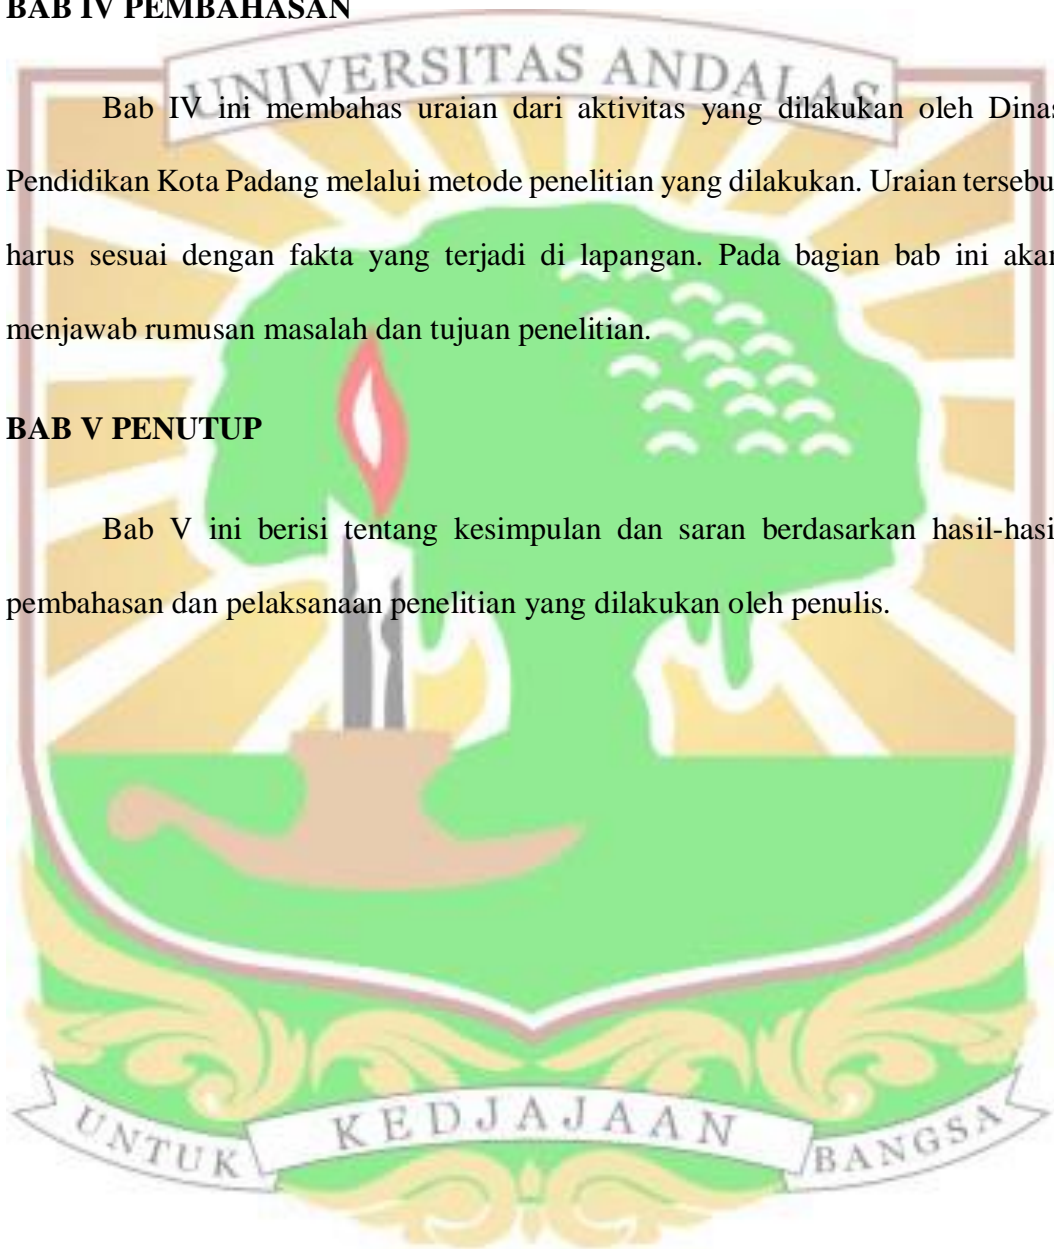 BAB IV PEMBAHASAN
UNIVERSITAS ANDALAS
Bab IV ini membahas uraian dari aktivitas yang dilakukan oleh Dinas
Pendidikan Kota Padang melalui metode penelitian yang dilakukan. Uraian tersebu
harus sesuai dengan fakta yang terjadi di lapangan. Pada bagian bab ini akan
menjawab rumusan masalah dan tujuan penelitian.
BAB V PENUTUP
Bab V ini berisi tentang kesimpulan dan saran berdasarkan hasil-hasi
pembahasan dan pelaksanaan penelitian yang dilakukan oleh penulis.
UNTUK KEDJAJAAN BANGSA